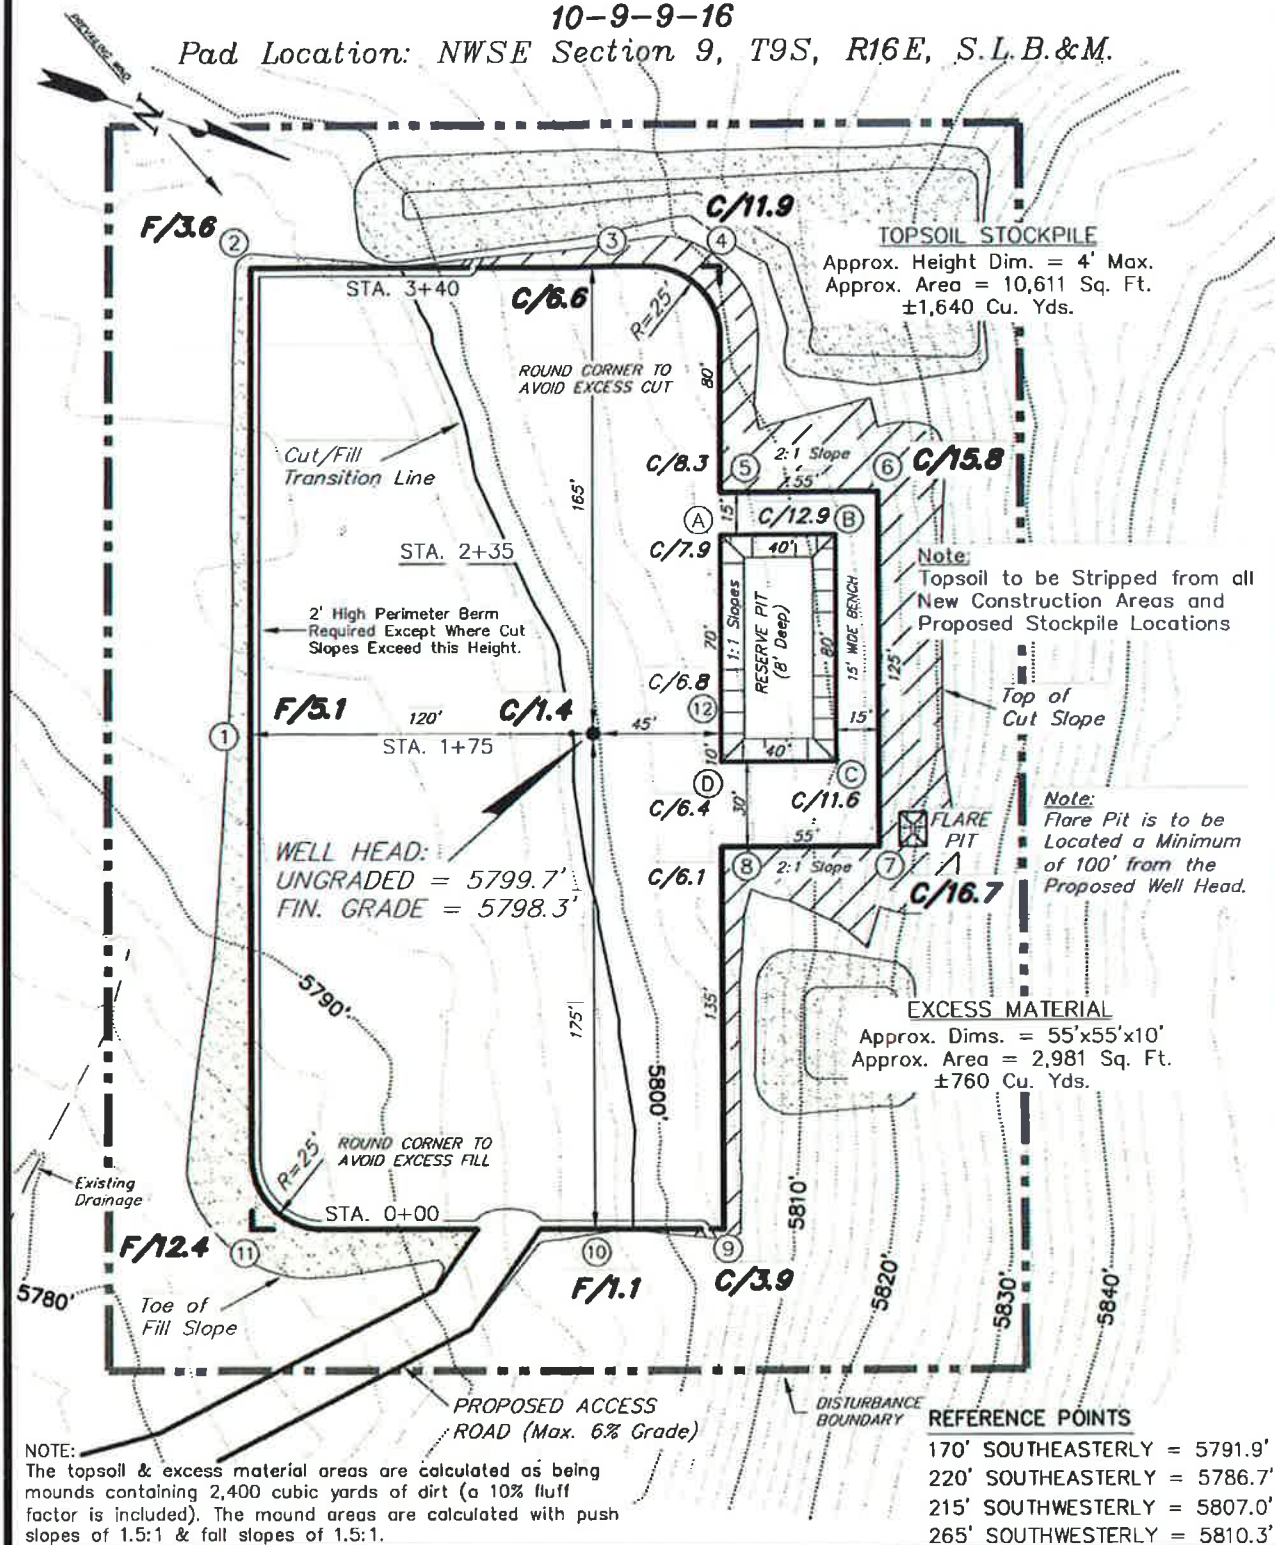 10-9-9-16
Pad Location: NWSE Section 9, T9S, R16E, S.L.B.&M.
PREVAILING WIND
N
F/3.6
2
3
C/11.9
4
TOPSOIL STOCKPILE
Approx. Height Dim. = 4' Max.
Approx. Area = 10,611 Sq. Ft.
±1,640 Cu. Yds.
STA. 3+40
C/6.6
R=25'
ROUND CORNER TO
AVOID EXCESS CUT
80'
Cut/Fill
Transition Line
165'
C/8.3
5
2:1 Slope
55'
6
C/15.8
A
15'
C/12.9
B
C/7.9
40'
STA. 2+35
Note:
Topsoil to be Stripped from all
New Construction Areas and
Proposed Stockpile Locations
2' High Perimeter Berm
Required Except Where Cut
Slopes Exceed this Height.
70'
1:1 Slopes
RESERVE PIT
(8' Deep)
80'
15' WIDE BENCH
125'
C/6.8
12
Top of
Cut Slope
1
F/5.1
120'
STA. 1+75
C/1.4
45'
15'
10'
40'
D
C
C/6.4
30'
C/11.6
Note:
Flare Pit is to be
Located a Minimum
of 100' from the
Proposed Well Head.
FLARE
PIT
WELL HEAD:
UNGRADED = 5799.7'
FIN. GRADE = 5798.3'
C/6.1
8
55'
2:1 Slope
7
C/16.7
5790'
175'
135'
EXCESS MATERIAL
Approx. Dims. = 55'x55'x10'
Approx. Area = 2,981 Sq. Ft.
±760 Cu. Yds.
5800'
R=25'
ROUND CORNER TO
AVOID EXCESS FILL
Existing
Drainage
STA. 0+00
5810'
F/12.4
11
10
F/1.1
9
C/3.9
5780'
Toe of
Fill Slope
5820'
5830'
5840'
PROPOSED ACCESS
ROAD (Max. 6% Grade)
DISTURBANCE
BOUNDARY
REFERENCE POINTS
170' SOUTHEASTERLY = 5791.9'
220' SOUTHEASTERLY = 5786.7'
215' SOUTHWESTERLY = 5807.0'
265' SOUTHWESTERLY = 5810.3'
NOTE:
The topsoil & excess material areas are calculated as being
mounds containing 2,400 cubic yards of dirt (a 10% fluff
factor is included). The mound areas are calculated with push
slopes of 1.5:1 & fall slopes of 1.5:1.